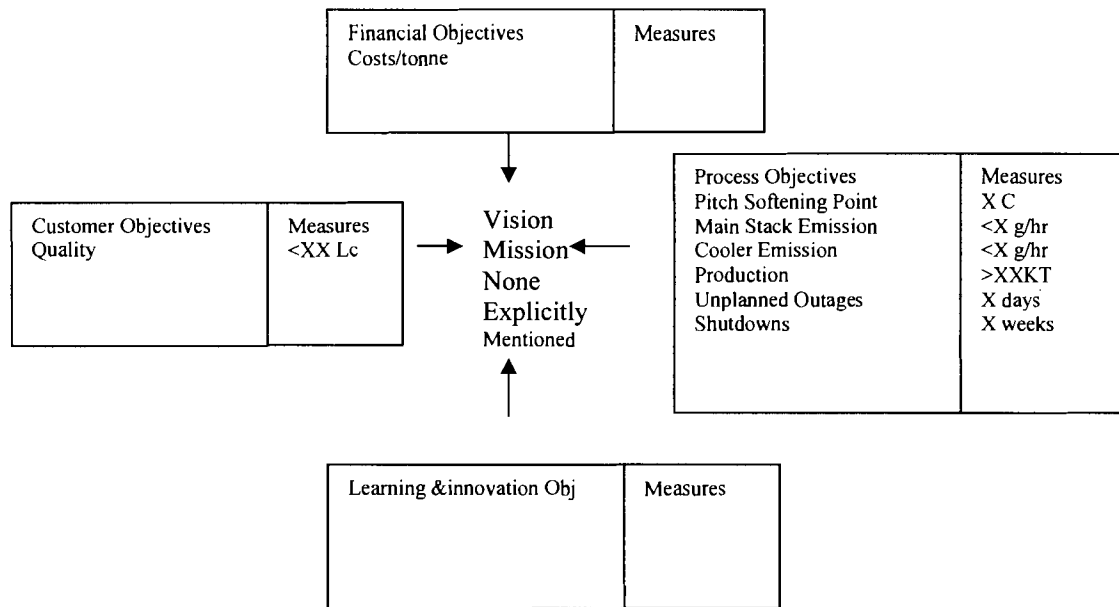 Financial Objectives
Costs/tonne
Measures
Customer Objectives
Quality
Measures
<XX Lc
Vision
Mission
None
Explicitly
Mentioned
Process Objectives
Pitch Softening Point
Main Stack Emission
Cooler Emission
Production
Unplanned Outages
Shutdowns
Measures
X C
<X g/hr
<X g/hr
>XXKT
X days
X weeks
Learning &innovation Obj
Measures